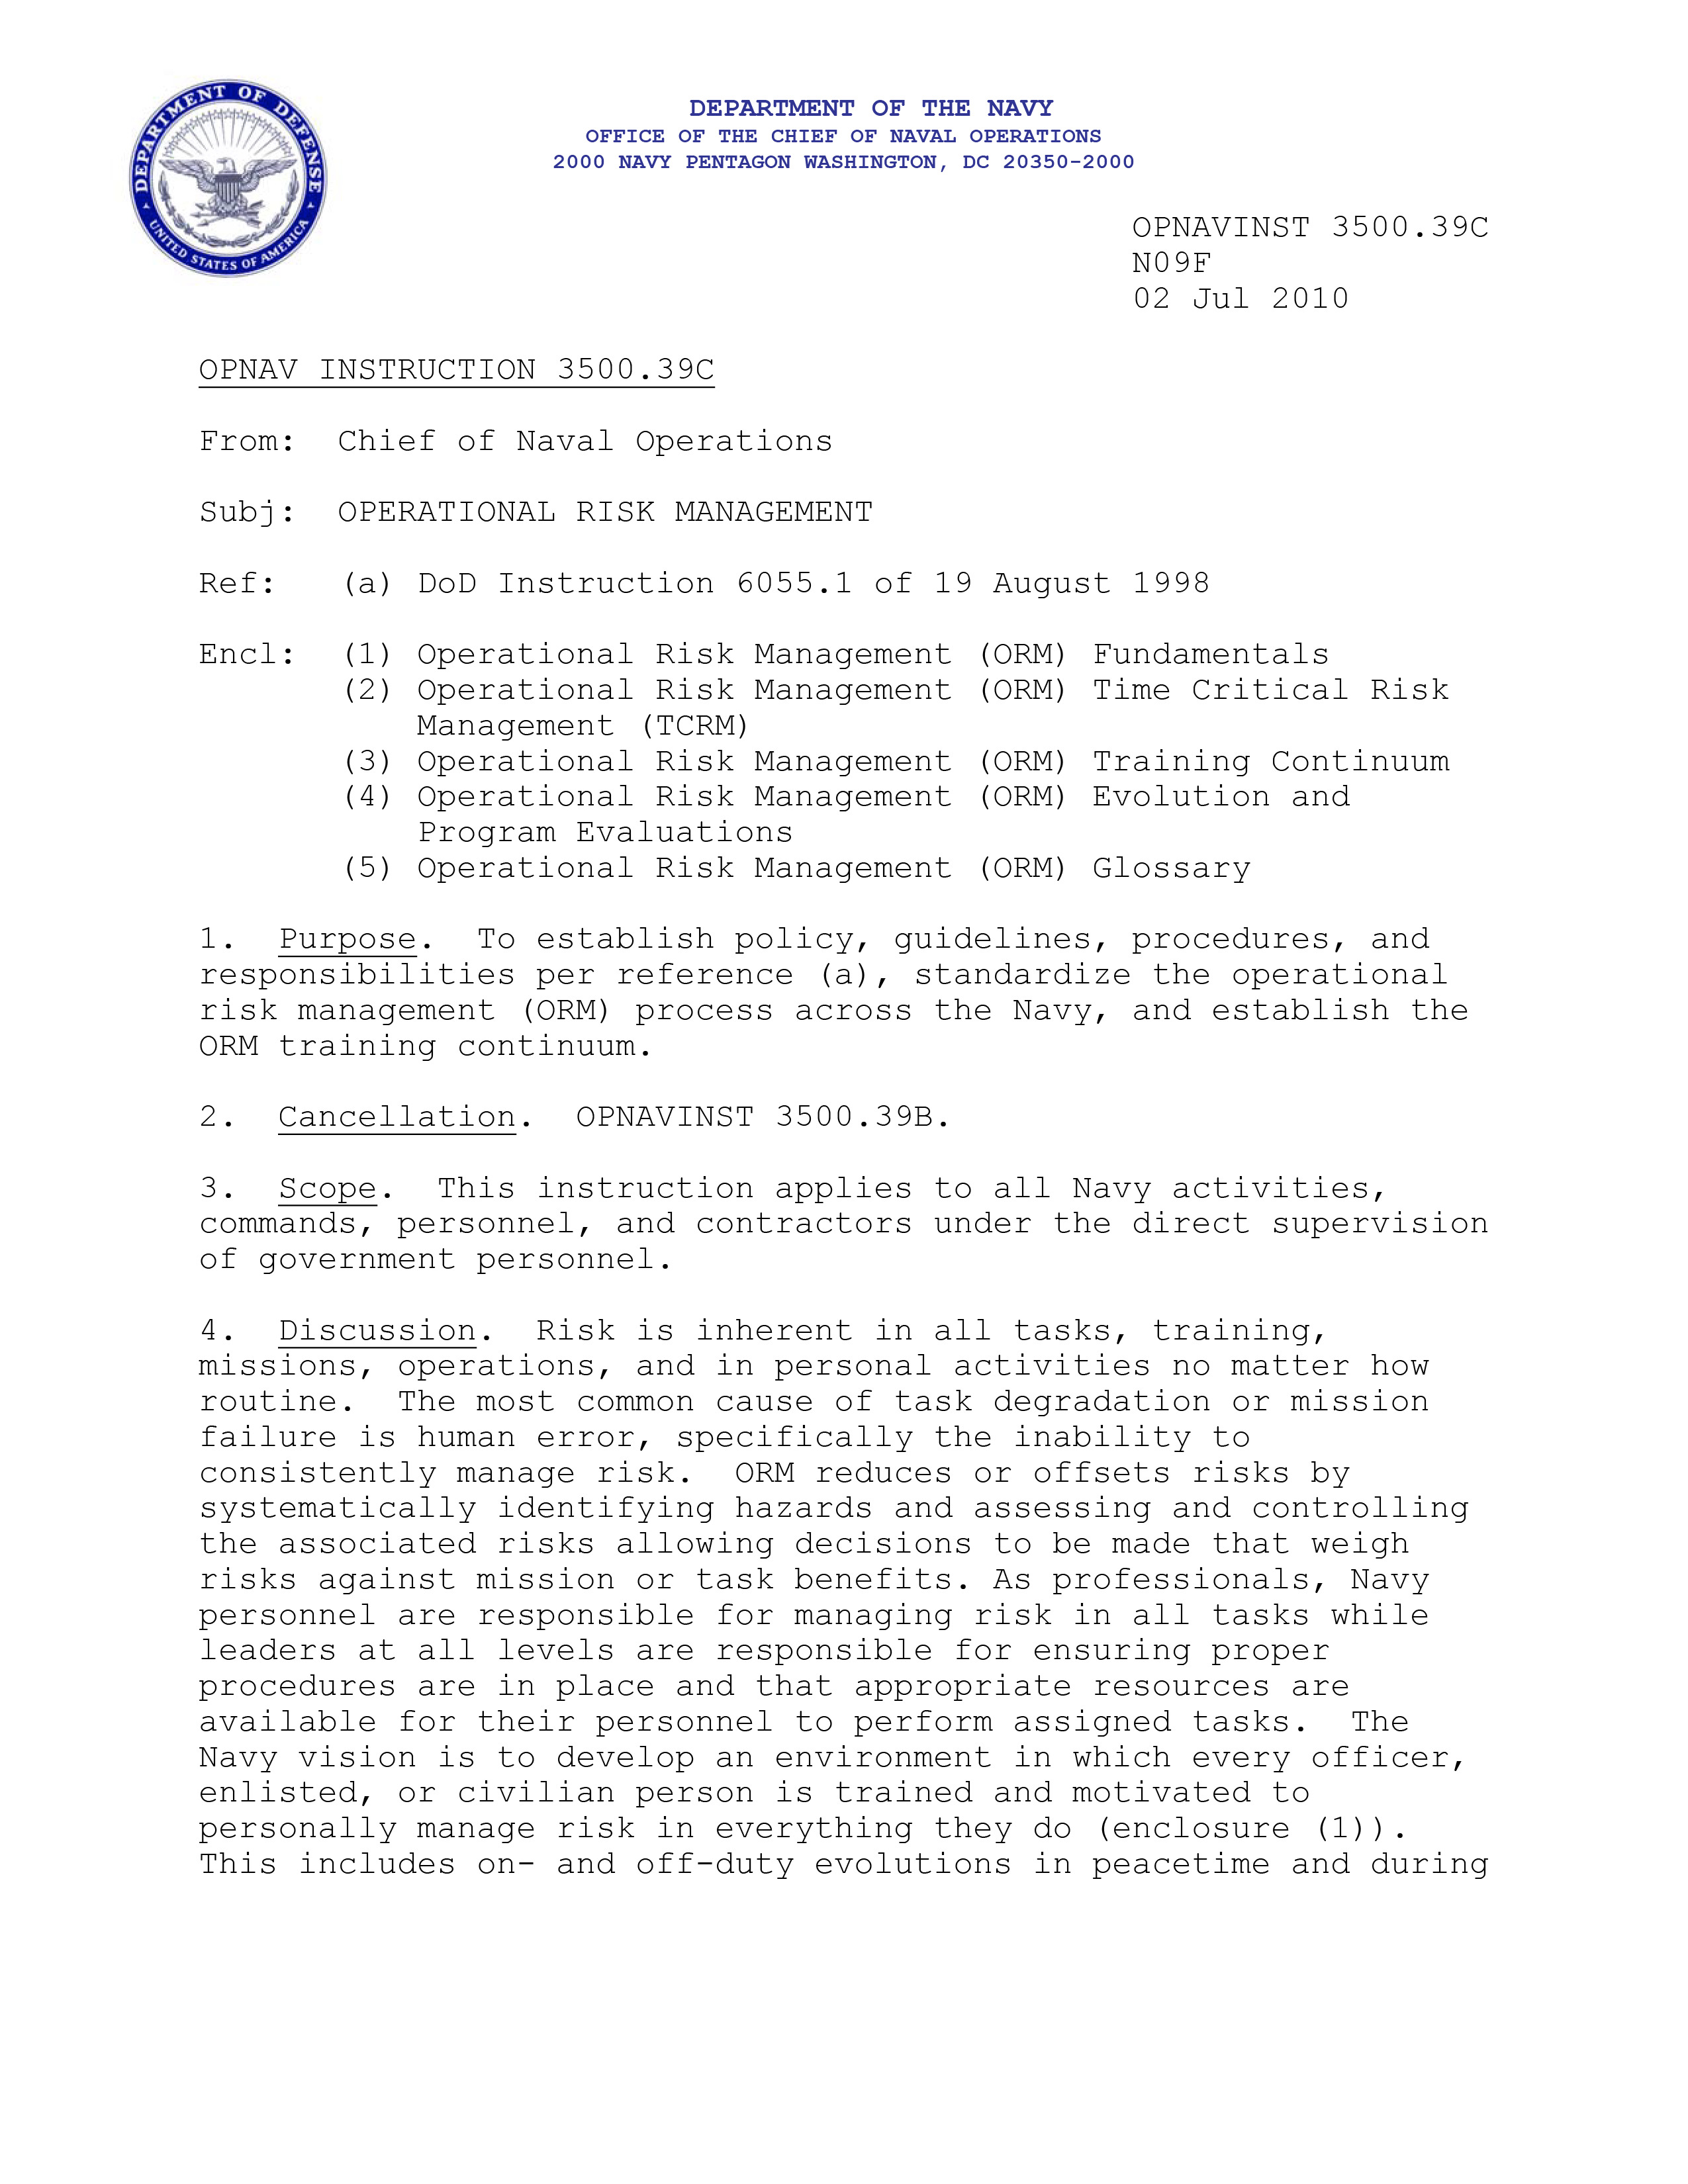 DEPARTMENT OF DEFENSE
UNITED STATES OF AMERICA
DEPARTMENT OF THE NAVY
OFFICE OF THE CHIEF OF NAVAL OPERATIONS
2000 NAVY PENTAGON WASHINGTON, DC 20350-2000
OPNAVINST 3500.39C
N09F
02 Jul 2010
OPNAV INSTRUCTION 3500.39C
From: Chief of Naval Operations
Subj: OPERATIONAL RISK MANAGEMENT
Ref: (a) DoD Instruction 6055.1 of 19 August 1998
Encl: (1) Operational Risk Management (ORM) Fundamentals
(2) Operational Risk Management (ORM) Time Critical Risk
Management (TCRM)
(3) Operational Risk Management (ORM) Training Continuum
(4) Operational Risk Management (ORM) Evolution and
Program Evaluations
(5) Operational Risk Management (ORM) Glossary
1. Purpose. To establish policy, guidelines, procedures, and
responsibilities per reference (a), standardize the operational
risk management (ORM) process across the Navy, and establish the
ORM training continuum.
2. Cancellation. OPNAVINST 3500.39B.
3. Scope. This instruction applies to all Navy activities,
commands, personnel, and contractors under the direct supervision
of government personnel.
4. Discussion. Risk is inherent in all tasks, training,
missions, operations, and in personal activities no matter how
routine. The most common cause of task degradation or mission
failure is human error, specifically the inability to
consistently manage risk. ORM reduces or offsets risks by
systematically identifying hazards and assessing and controlling
the associated risks allowing decisions to be made that weigh
risks against mission or task benefits. As professionals, Navy
personnel are responsible for managing risk in all tasks while
leaders at all levels are responsible for ensuring proper
procedures are in place and that appropriate resources are
available for their personnel to perform assigned tasks. The
Navy vision is to develop an environment in which every officer,
enlisted, or civilian person is trained and motivated to
personally manage risk in everything they do (enclosure (1)).
This includes on- and off-duty evolutions in peacetime and during